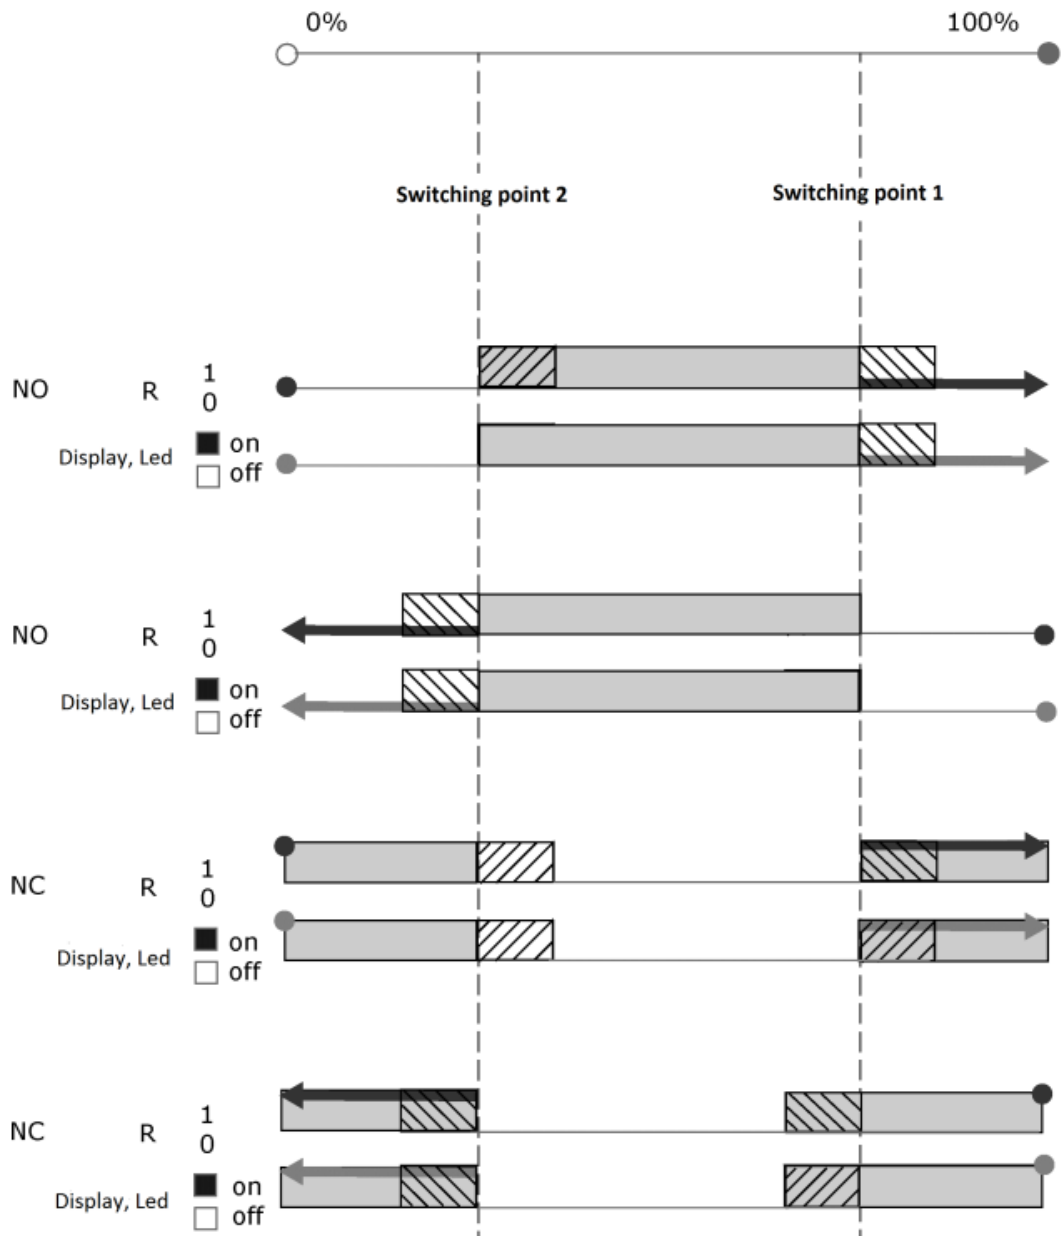 0% 100%
Switching point 2 Switching point 1
NO R 1
0
on
Display, Led
off
NO R 1
0
on
Display, Led
off
NC R 1
0
on
Display, Led
off
NC R 1
0
on
Display, Led
off